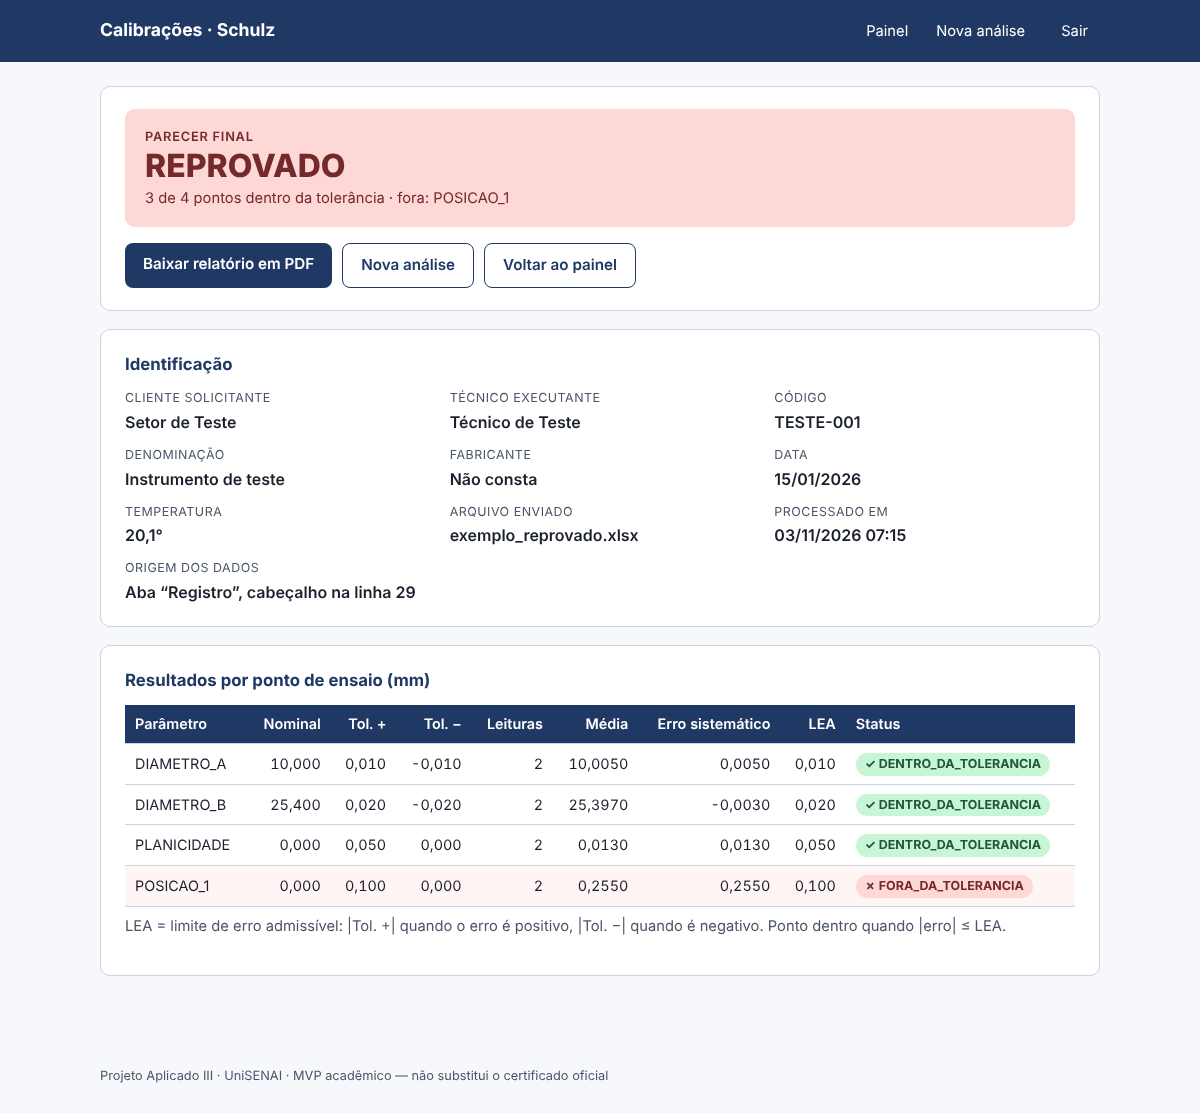 Calibrações · Schulz
Painel Nova análise Sair
PARECER FINAL
REPROVADO
3 de 4 pontos dentro da tolerância · fora: POSICAO_1
Baixar relatório em PDF Nova análise Voltar ao painel
Identificação
CLIENTE SOLICITANTE TÉCNICO EXECUTANTE CÓDIGO
Setor de Teste Técnico de Teste TESTE-001
DENOMINAÇÃO FABRICANTE DATA
Instrumento de teste Não consta 15/01/2026
TEMPERATURA ARQUIVO ENVIADO PROCESSADO EM
20,1° exemplo_reprovado.xlsx 03/11/2026 07:15
ORIGEM DOS DADOS
Aba “Registro”, cabeçalho na linha 29
Resultados por ponto de ensaio (mm)
Parâmetro Nominal Tol. + Tol. − Leituras Média Erro sistemático LEA Status
DIAMETRO_A 10,000 0,010 -0,010 2 10,0050 0,0050 0,010 ✓ DENTRO_DA_TOLERANCIA
DIAMETRO_B 25,400 0,020 -0,020 2 25,3970 -0,0030 0,020 ✓ DENTRO_DA_TOLERANCIA
PLANICIDADE 0,000 0,050 0,000 2 0,0130 0,0130 0,050 ✓ DENTRO_DA_TOLERANCIA
POSICAO_1 0,000 0,100 0,000 2 0,2550 0,2550 0,100 × FORA_DA_TOLERANCIA
LEA = limite de erro admissível: |Tol. +| quando o erro é positivo, |Tol. −| quando é negativo. Ponto dentro quando |erro| ≤ LEA.
Projeto Aplicado III · UniSENAI · MVP acadêmico — não substitui o certificado oficial